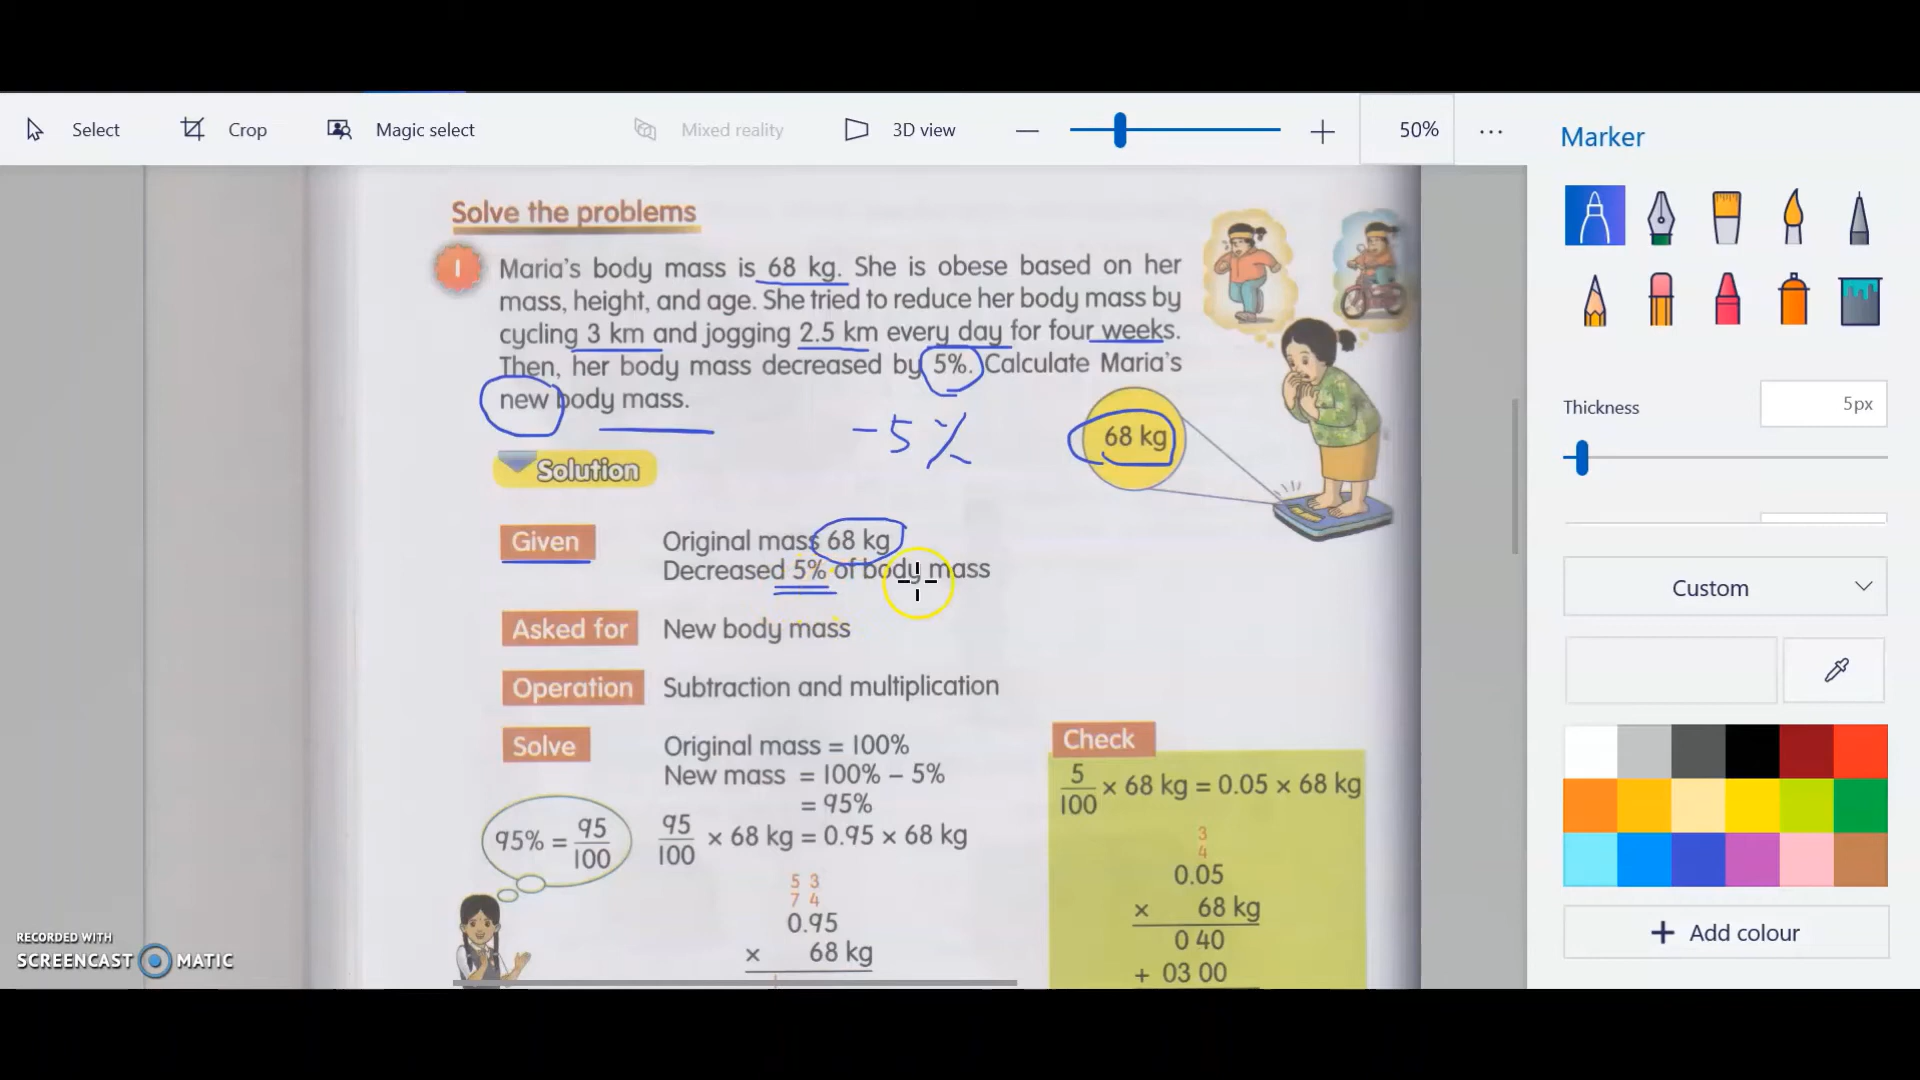 Select
Crop
Magic select
Mixed reality
3D view
50%
Marker
Solve the problems
1
Maria's body mass is 68 kg. She is obese based on her
mass, height, and age. She tried to reduce her body mass by
cycling 3 km and jogging 2.5 km every day for four weeks.
Then, her body mass decreased by 5%. Calculate Maria's
new body mass.
-5%
68 kg
Thickness
5px
Solution
Given
Original mass 68 kg
Decreased 5% of body mass
Asked for
New body mass
Operation
Subtraction and multiplication
Solve
Original mass = 100%
New mass = 100% – 5%
= 95%
95% = 95/100
95/100 × 68 kg = 0.95 × 68 kg
5 3
7 4
0.95
× 68 kg
Check
5/100 × 68 kg = 0.05 × 68 kg
3
4
0.05
× 68 kg
0 40
+ 03 00
Custom
Add colour
RECORDED WITH
SCREENCAST MATIC